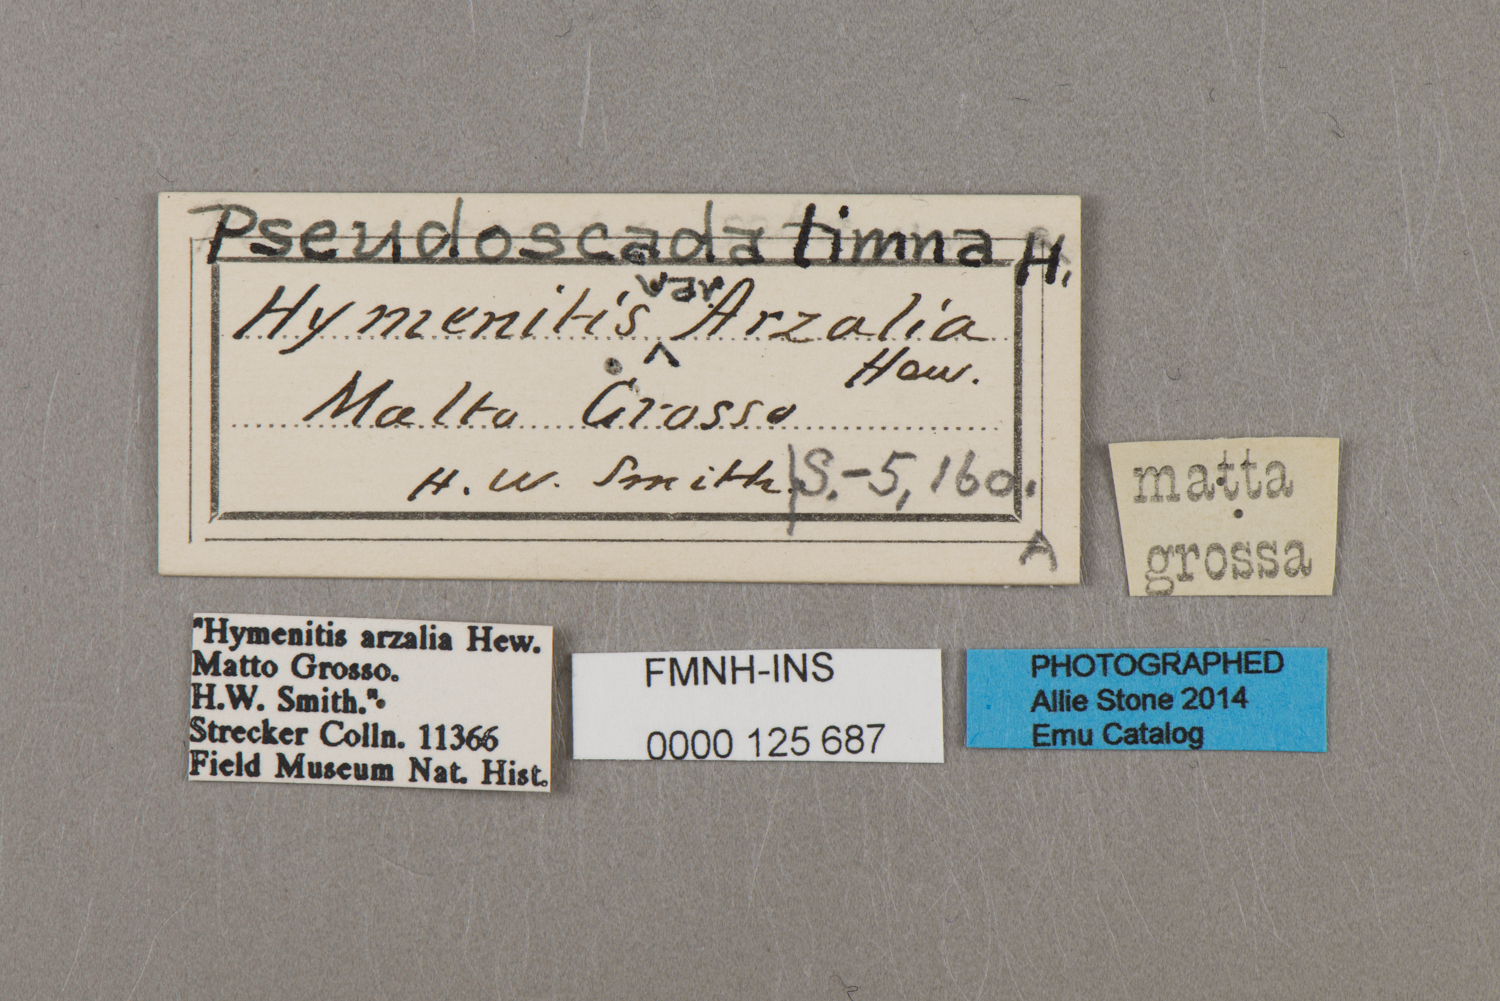 Pseudoscada timna H.
var
Hymenitis ^ Arzalia
Hew.
Matto Grosso
H. W. Smith. S.-5,160.
A
matta
grossa
"Hymenitis arzalia Hew.
Matto Grosso.
H.W. Smith."
Strecker Colln. 11366
Field Museum Nat. Hist.
FMNH-INS
0000 125 687
PHOTOGRAPHED
Allie Stone 2014
Emu Catalog